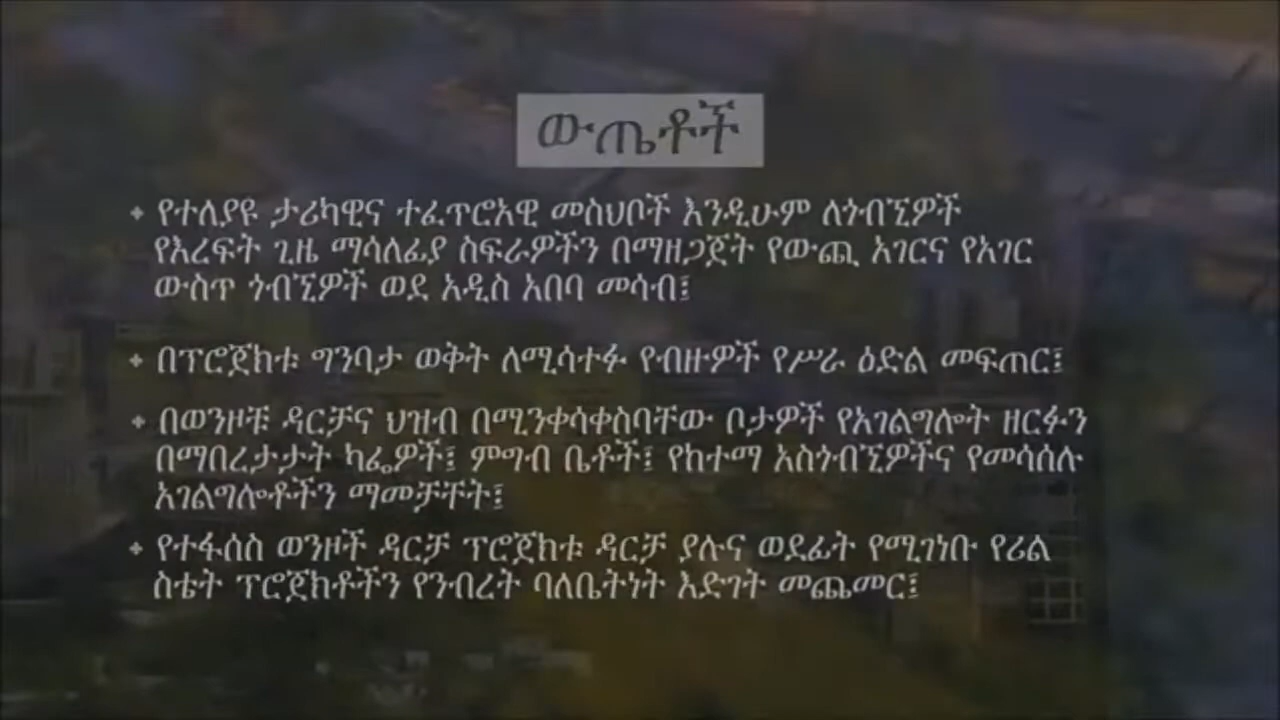 ውጤቶች
• የተለያዩ ታሪካዊና ተፈጥሮአዊ መስህቦች እንዲሁም ለጎብኚዎች
የእረፍት ጊዜ ማሳለፊያ ስፍራዎችን በማዘጋጀት የውጪ አገርና የአገር
ውስጥ ጎብኚዎች ወደ አዲስ አበባ መሳብ፤
• በፕሮጀክቱ ግንባታ ወቅት ለሚሳተፉ የብዙዎች የሥራ ዕድል መፍጠር፤
• በወንዞቹ ዳርቻና ህዝብ በሚንቀሳቀስባቸው ቦታዎች የአገልግሎት ዘርፉን
በማበረታታት ካፌዎች፤ ምግብ ቤቶች፤ የከተማ አስጎብኚዎችና የመሳሰሉ
አገልግሎቶችን ማመቻቸት፤
• የተፋሰስ ወንዞች ዳርቻ ፕሮጀክቱ ዳርቻ ያሉና ወደፊት የሚገነቡ የሪል
ስቴት ፕሮጀክቶችን የንብረት ባለቤትነት እድገት መጨመር፤